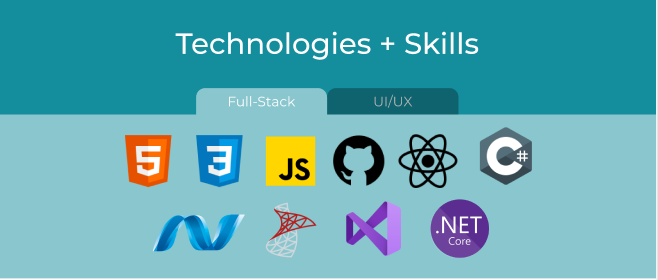 Technologies + Skills
Full-Stack
UI/UX
5
3
JS
C#
.NET
Core